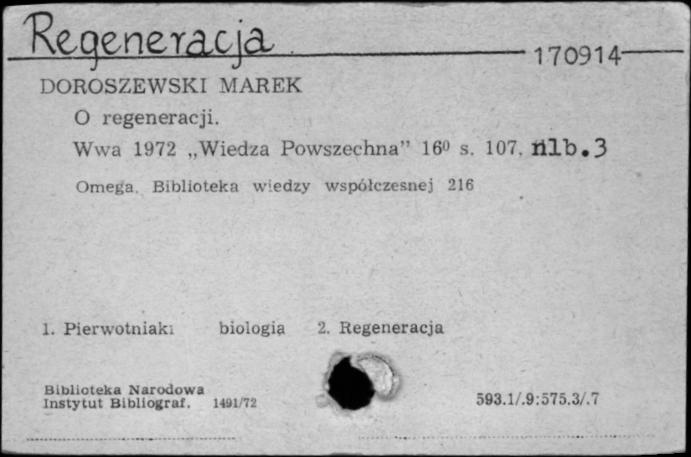 Regeneracja
170914
DOROSZEWSKI MAREK
O regeneracji.
Wwa 1972 „Wiedza Powszechna” 16⁰ s. 107, nlb.3
Omega. Biblioteka wiedzy współczesnej 216
1. Pierwotniaki biologia 2. Regeneracja
Biblioteka Narodowa
Instytut Bibliograf. 1491/72
593.1/.9:575.3/.7